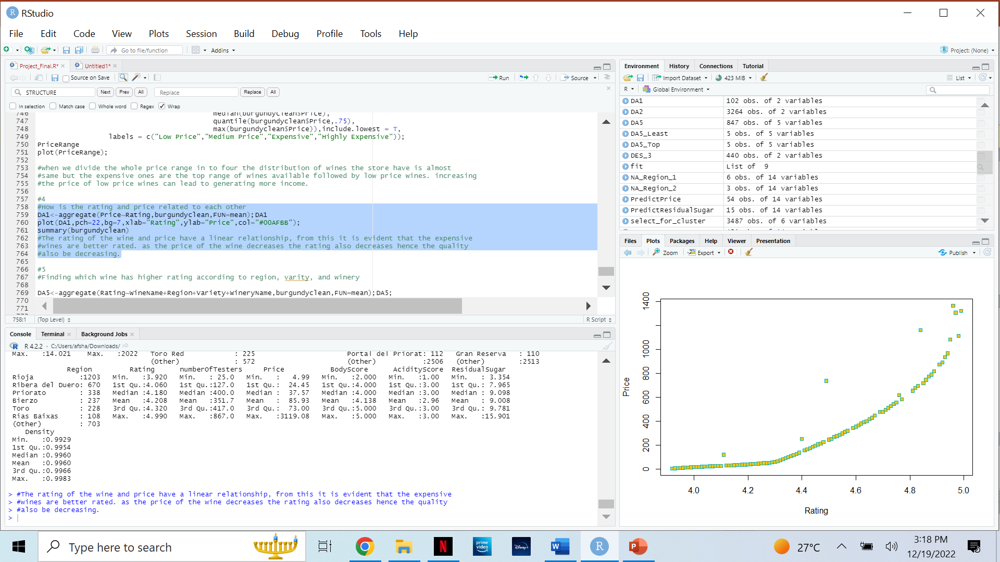 RStudio
File Edit Code View Plots Session Build Debug Profile Tools Help
Go to file/function Addins Project: (None)
Project_Final.R* Untitled1*
Source on Save Run Source
STRUCTURE Next Prev All Replace Replace All
In selection Match case Whole word Regex Wrap
746 median(burgundyclean$Price),
747 quantile(burgundyclean$Price,.75),
748 max(burgundyclean$Price)),include.lowest = T,
749 labels = c("Low Price","Medium Price","Expensive","Highly Expensive"));
750 PriceRange
751 plot(PriceRange);
752
753 #when we divide the whole price range in to four the distribution of wines the store have is almost
754 #same but the expensive ones are the top range of wines available followed by low price wines. increasing
755 #the price of low price wines can lead to generating more income.
756
757 #4
758 #How is the rating and price related to each other
759 DA1<-aggregate(Price~Rating,burgundyclean,FUN=mean);DA1
760 plot(DA1,pch=22,bg=7,xlab="Rating",ylab="Price",col="#00AFBB");
761 summary(burgundyclean)
762 #The rating of the wine and price have a linear relationship, from this it is evident that the expensive
763 #wines are better rated. as the price of the wine decreases the rating also decreases hence the quality
764 #also be decreasing.
765
766 #5
767 #Finding which wine has higher rating according to region, varity, and winery
768
769 DA5<-aggregate(Rating~WineName+Region+Variety+WineryName,burgundyclean,FUN=mean);DA5;
770
771
758:1 (Top Level) R Script
Console Terminal Background Jobs
R 4.2.2 · C:/Users/afsha/Downloads/
Max. :14.021 Max. :2022 Toro Red : 225 Portal del Priorat: 112 Gran Reserva : 110
(Other) : 572 (Other) :2506 (Other) :2513
Region Rating numberOfTesters Price BodyScore AcidityScore ResidualSugar
Rioja :1203 Min. :3.920 Min. : 25.0 Min. : 4.99 Min. :2.000 Min. :1.00 Min. : 3.354
Ribera del Duero: 670 1st Qu.:4.060 1st Qu.:127.0 1st Qu.: 24.45 1st Qu.:4.000 1st Qu.:3.00 1st Qu.: 7.965
Priorato : 338 Median :4.180 Median :400.0 Median : 37.57 Median :4.000 Median :3.00 Median : 9.098
Bierzo : 237 Mean :4.208 Mean :351.7 Mean : 85.93 Mean :4.138 Mean :2.96 Mean : 9.008
Toro : 228 3rd Qu.:4.320 3rd Qu.:417.0 3rd Qu.: 73.00 3rd Qu.:5.000 3rd Qu.:3.00 3rd Qu.: 9.781
Rias Baixas : 108 Max. :4.990 Max. :867.0 Max. :3119.08 Max. :5.000 Max. :3.00 Max. :15.901
(Other) : 703
Density
Min. :0.9929
1st Qu.:0.9954
Median :0.9960
Mean :0.9960
3rd Qu.:0.9966
Max. :0.9983
> #The rating of the wine and price have a linear relationship, from this it is evident that the expensive
> #wines are better rated. as the price of the wine decreases the rating also decreases hence the quality
> #also be decreasing.
>
Environment History Connections Tutorial
Import Dataset 423 MiB List
R Global Environment
DA1 102 obs. of 2 variables
DA2 3264 obs. of 2 variables
DA5 847 obs. of 5 variables
DA5_Least 5 obs. of 5 variables
DA5_Top 5 obs. of 5 variables
DES_3 440 obs. of 2 variables
fit List of 9
NA_Region_1 6 obs. of 14 variables
NA_Region_2 3 obs. of 14 variables
PredictPrice 54 obs. of 14 variables
PredictResidualSugar 15 obs. of 14 variables
select_for_cluster 3487 obs. of 6 variables
Files Plots Packages Help Viewer Presentation
Zoom Export Publish
Price
1400
1000
800
600
400
200
0
4.0 4.2 4.4 4.6 4.8 5.0
Rating
Type here to search
N
prime video
Disney+
W
R
P
27°C
3:18 PM
12/19/2022